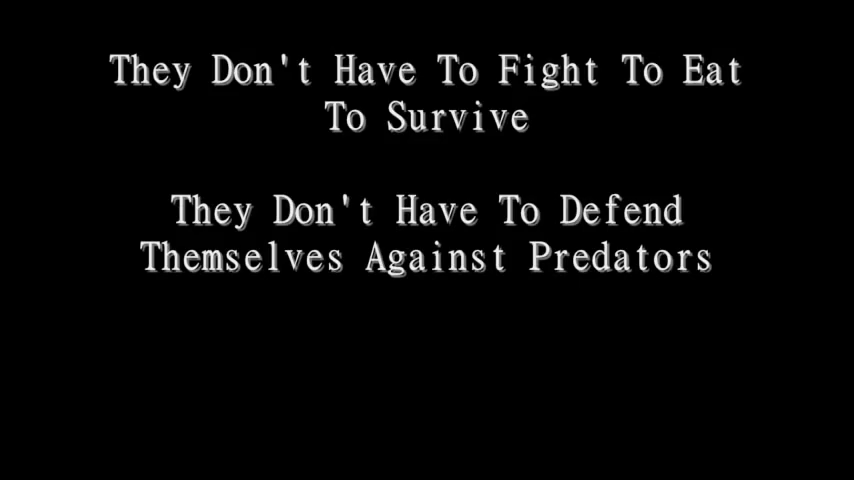 They Don't Have To Fight To Eat
To Survive
They Don't Have To Defend
Themselves Against Predators